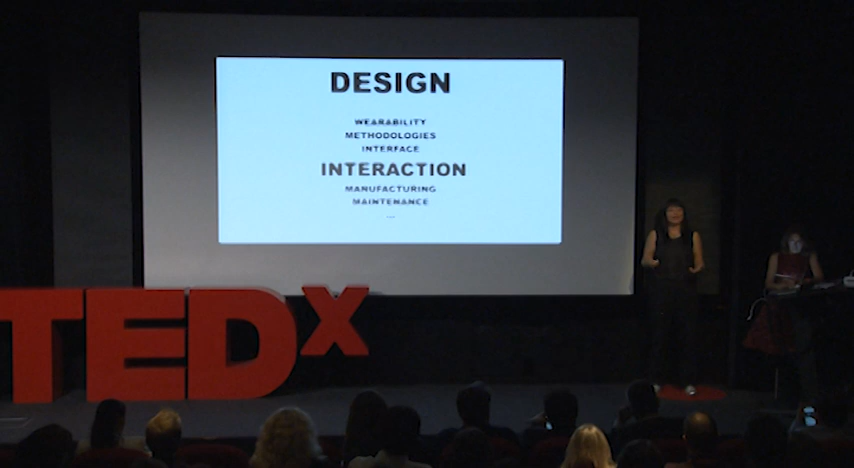 DESIGN
WEARABILITY
METHODOLOGIES
INTERFACE
INTERACTION
MANUFACTURING
MAINTENANCE
...
TEDx